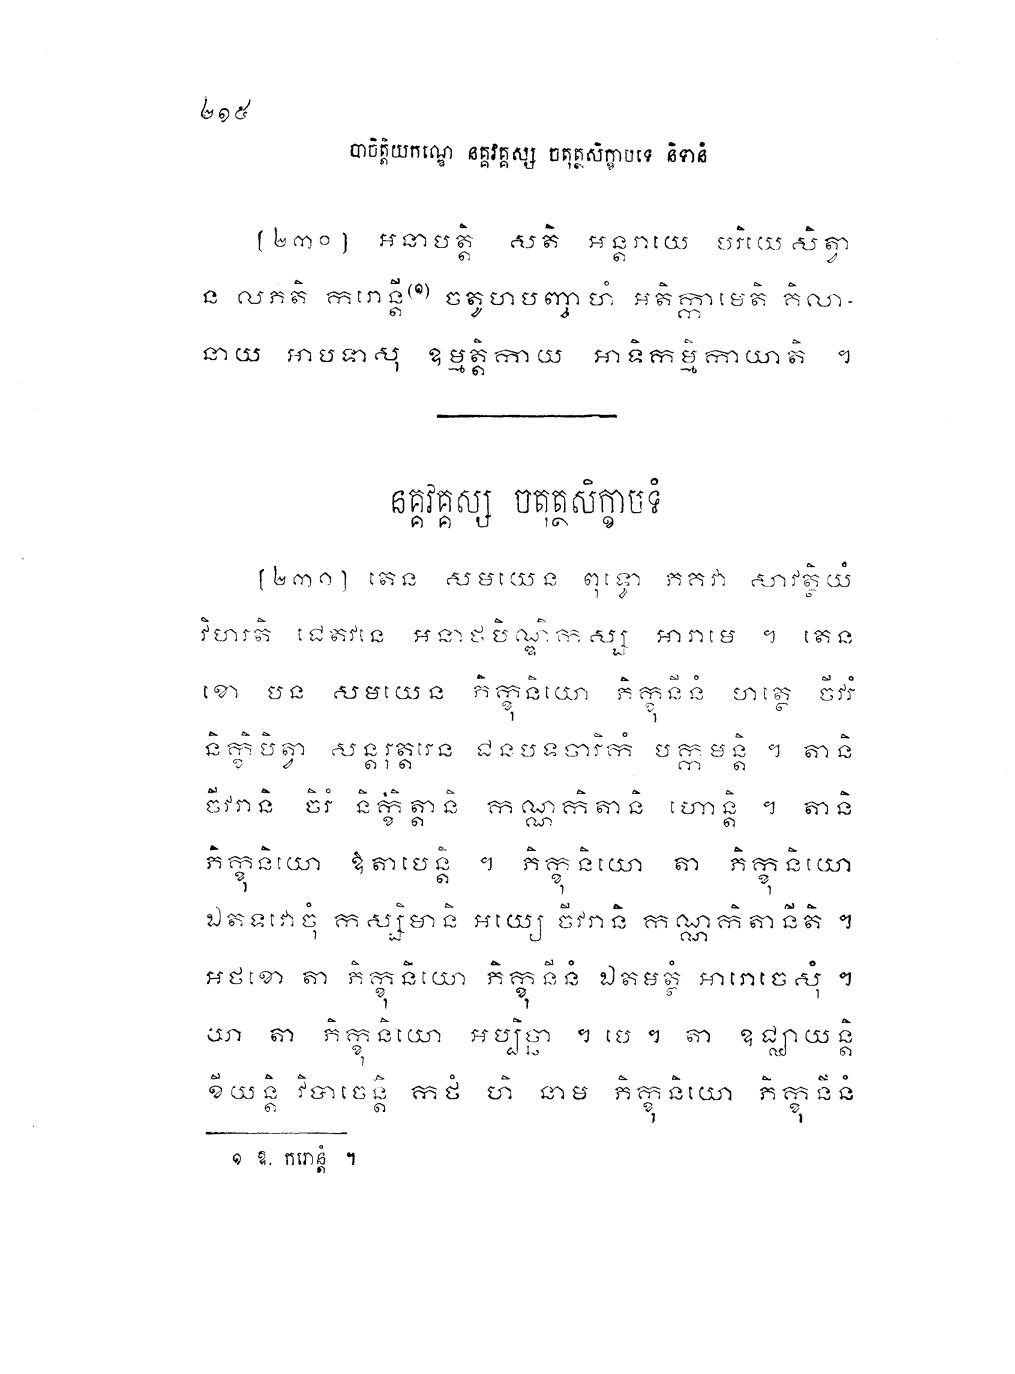 ២១៥
បាចិត្តិយកណ្ឌេ នគ្គវគ្គស្ស ចតុត្ថសិក្ខាបទេ និទានំ
[២៣០] អនាបត្តិ សតិ អន្តរាយេ បរិយេសិត្វា
ន លភតិ ករោន្តី(១) ចតូហបញ្ចាហំ អតិក្កាមេតិ គិលា-
នាយ អាបទាសុ ឧម្មត្តិកាយ អាទិកម្មិកាយាតិ ។
នគ្គវគ្គស្ស ចតុត្ថសិក្ខាបទំ
[២៣១] តេន សមយេន ពុទ្ធោ ភគវា សាវត្ថិយំ
វិហរតិ ជេតវនេ អនាថបិណ្ឌិកស្ស អារាមេ ។ តេន
ខោ បន សមយេន ភិក្ខុនិយោ ភិក្ខុនីនំ ហត្ថេ ចីវរំ
និក្ខិបិត្វា សន្តរុត្តរេន ជនបទចារិកំ បក្កមន្តិ ។ តានិ
ចីវរានិ ចិរំ និក្ខិត្តានិ កណ្ណកិតានិ ហោន្តិ ។ តានិ
ភិក្ខុនិយោ ឱតាបេន្តិ ។ ភិក្ខុនិយោ តា ភិក្ខុនិយោ
ឯតទវោចុំ កស្សិមានិ អយ្យេ ចីវរានិ កណ្ណកិតានីតិ ។
អថខោ តា ភិក្ខុនិយោ ភិក្ខុនីនំ ឯតមត្ថំ អារោចេសុំ ។
យា តា ភិក្ខុនិយោ អប្បិច្ឆា ។ បេ ។ តា ឧជ្ឈាយន្តិ
ខីយន្តិ វិបាចេន្តិ កថំ ហិ នាម ភិក្ខុនិយោ ភិក្ខុនីនំ
១ ឧ. ករោន្តំ ។